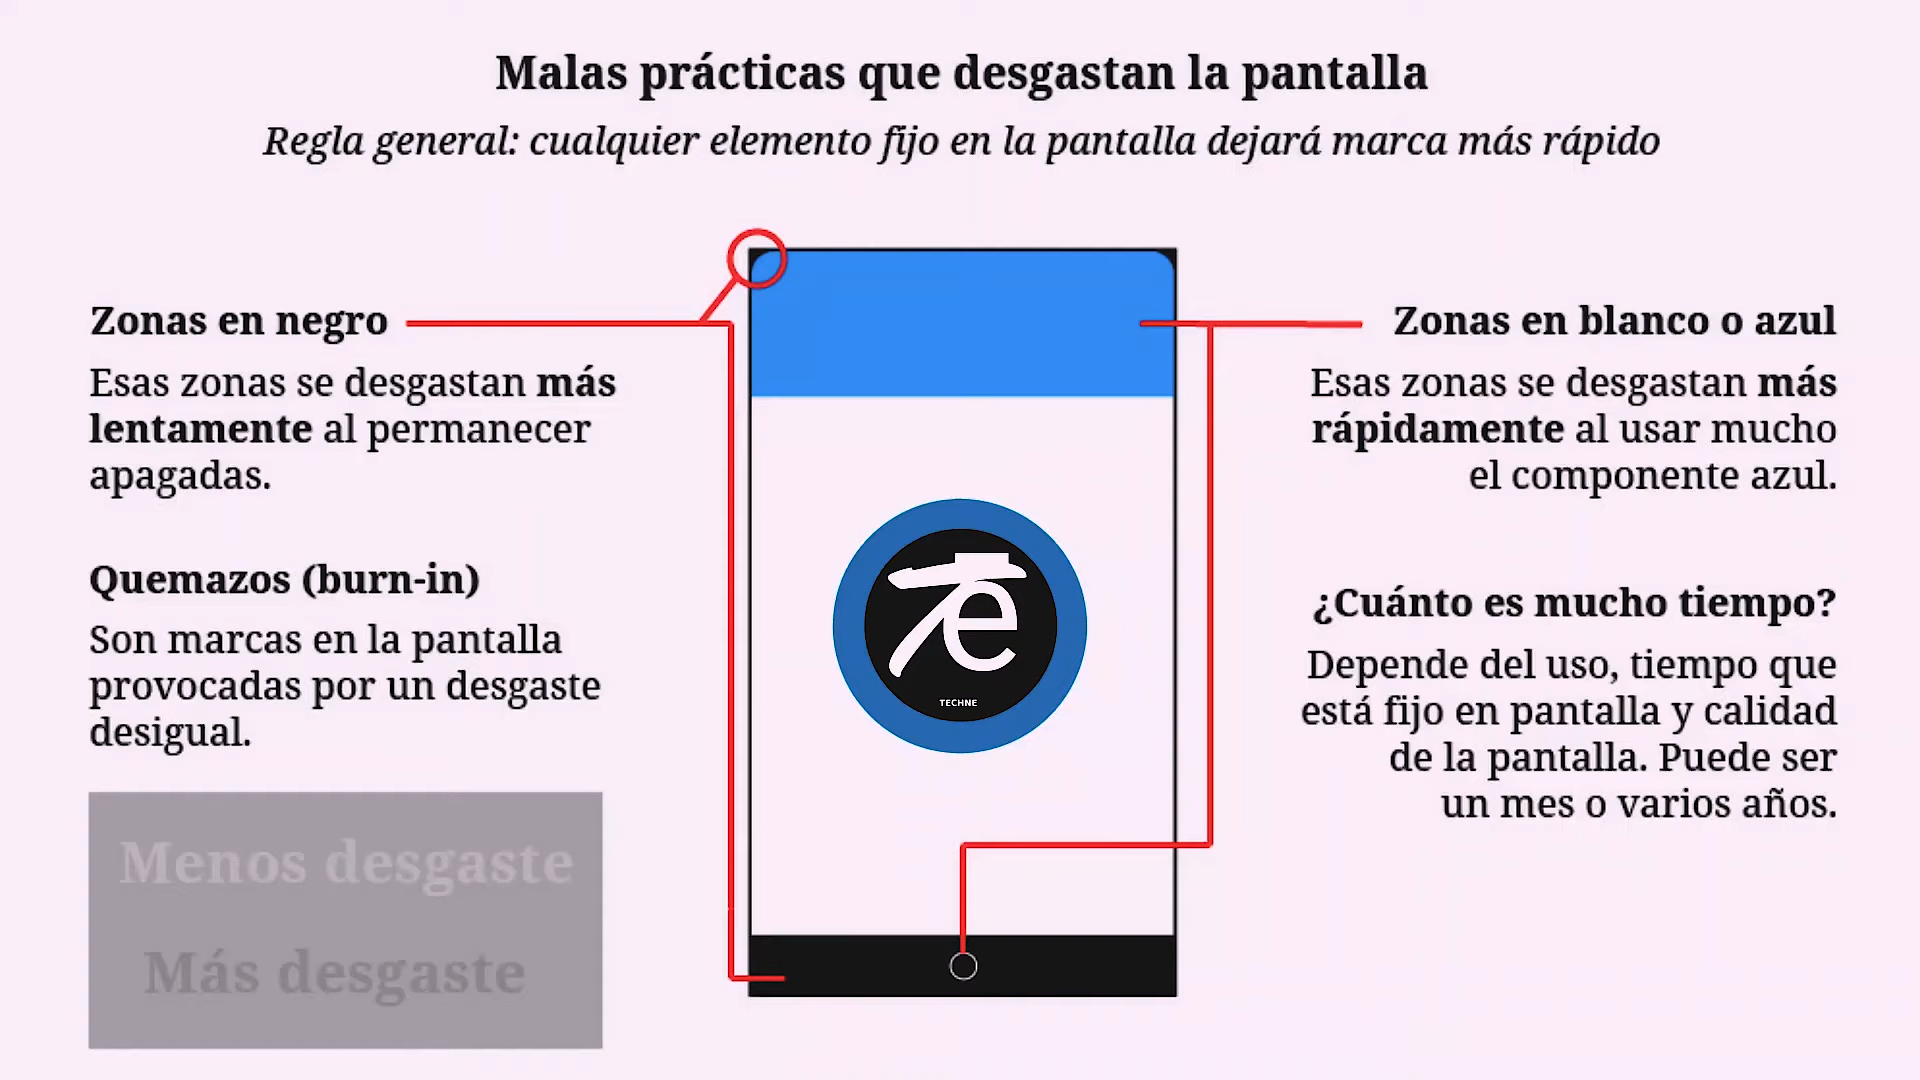 Malas prácticas que desgastan la pantalla
Regla general: cualquier elemento fijo en la pantalla dejará marca más rápido
Zonas en negro
Esas zonas se desgastan más
lentamente al permanecer
apagadas.
Quemazos (burn-in)
Son marcas en la pantalla
provocadas por un desgaste
desigual.
Menos desgaste
Más desgaste
Te
TECHNE
Zonas en blanco o azul
Esas zonas se desgastan más
rápidamente al usar mucho
el componente azul.
¿Cuánto es mucho tiempo?
Depende del uso, tiempo que
está fijo en pantalla y calidad
de la pantalla. Puede ser
un mes o varios años.